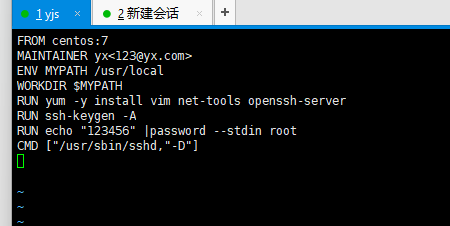 1 yjs
2 新建会话
FROM centos:7
MAINTAINER yx<123@yx.com>
ENV MYPATH /usr/local
WORKDIR $MYPATH
RUN yum -y install vim net-tools openssh-server
RUN ssh-keygen -A
RUN echo "123456" |password --stdin root
CMD ["/usr/sbin/sshd,"-D"]
~
~
~